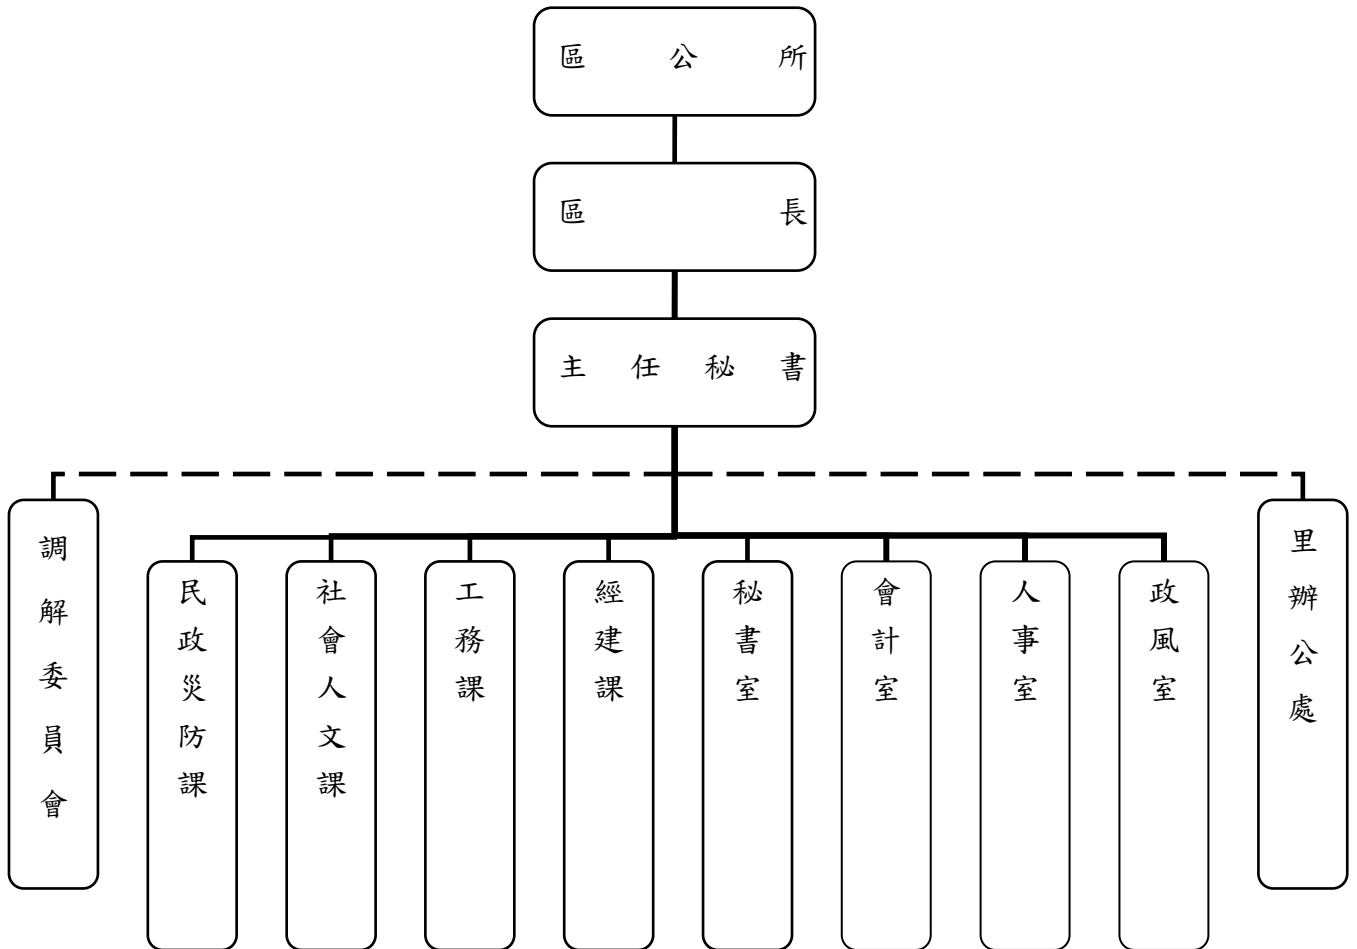 區公所
區長
主任秘書
調解委員會
民政災防課
社會人文課
工務課
經建課
秘書室
會計室
人事室
政風室
里辦公處